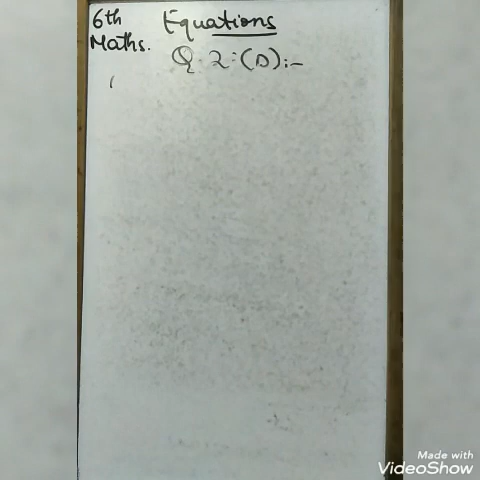 6th Equations
Maths.
Q. 2:(D):-
(
Made with
VideoShow